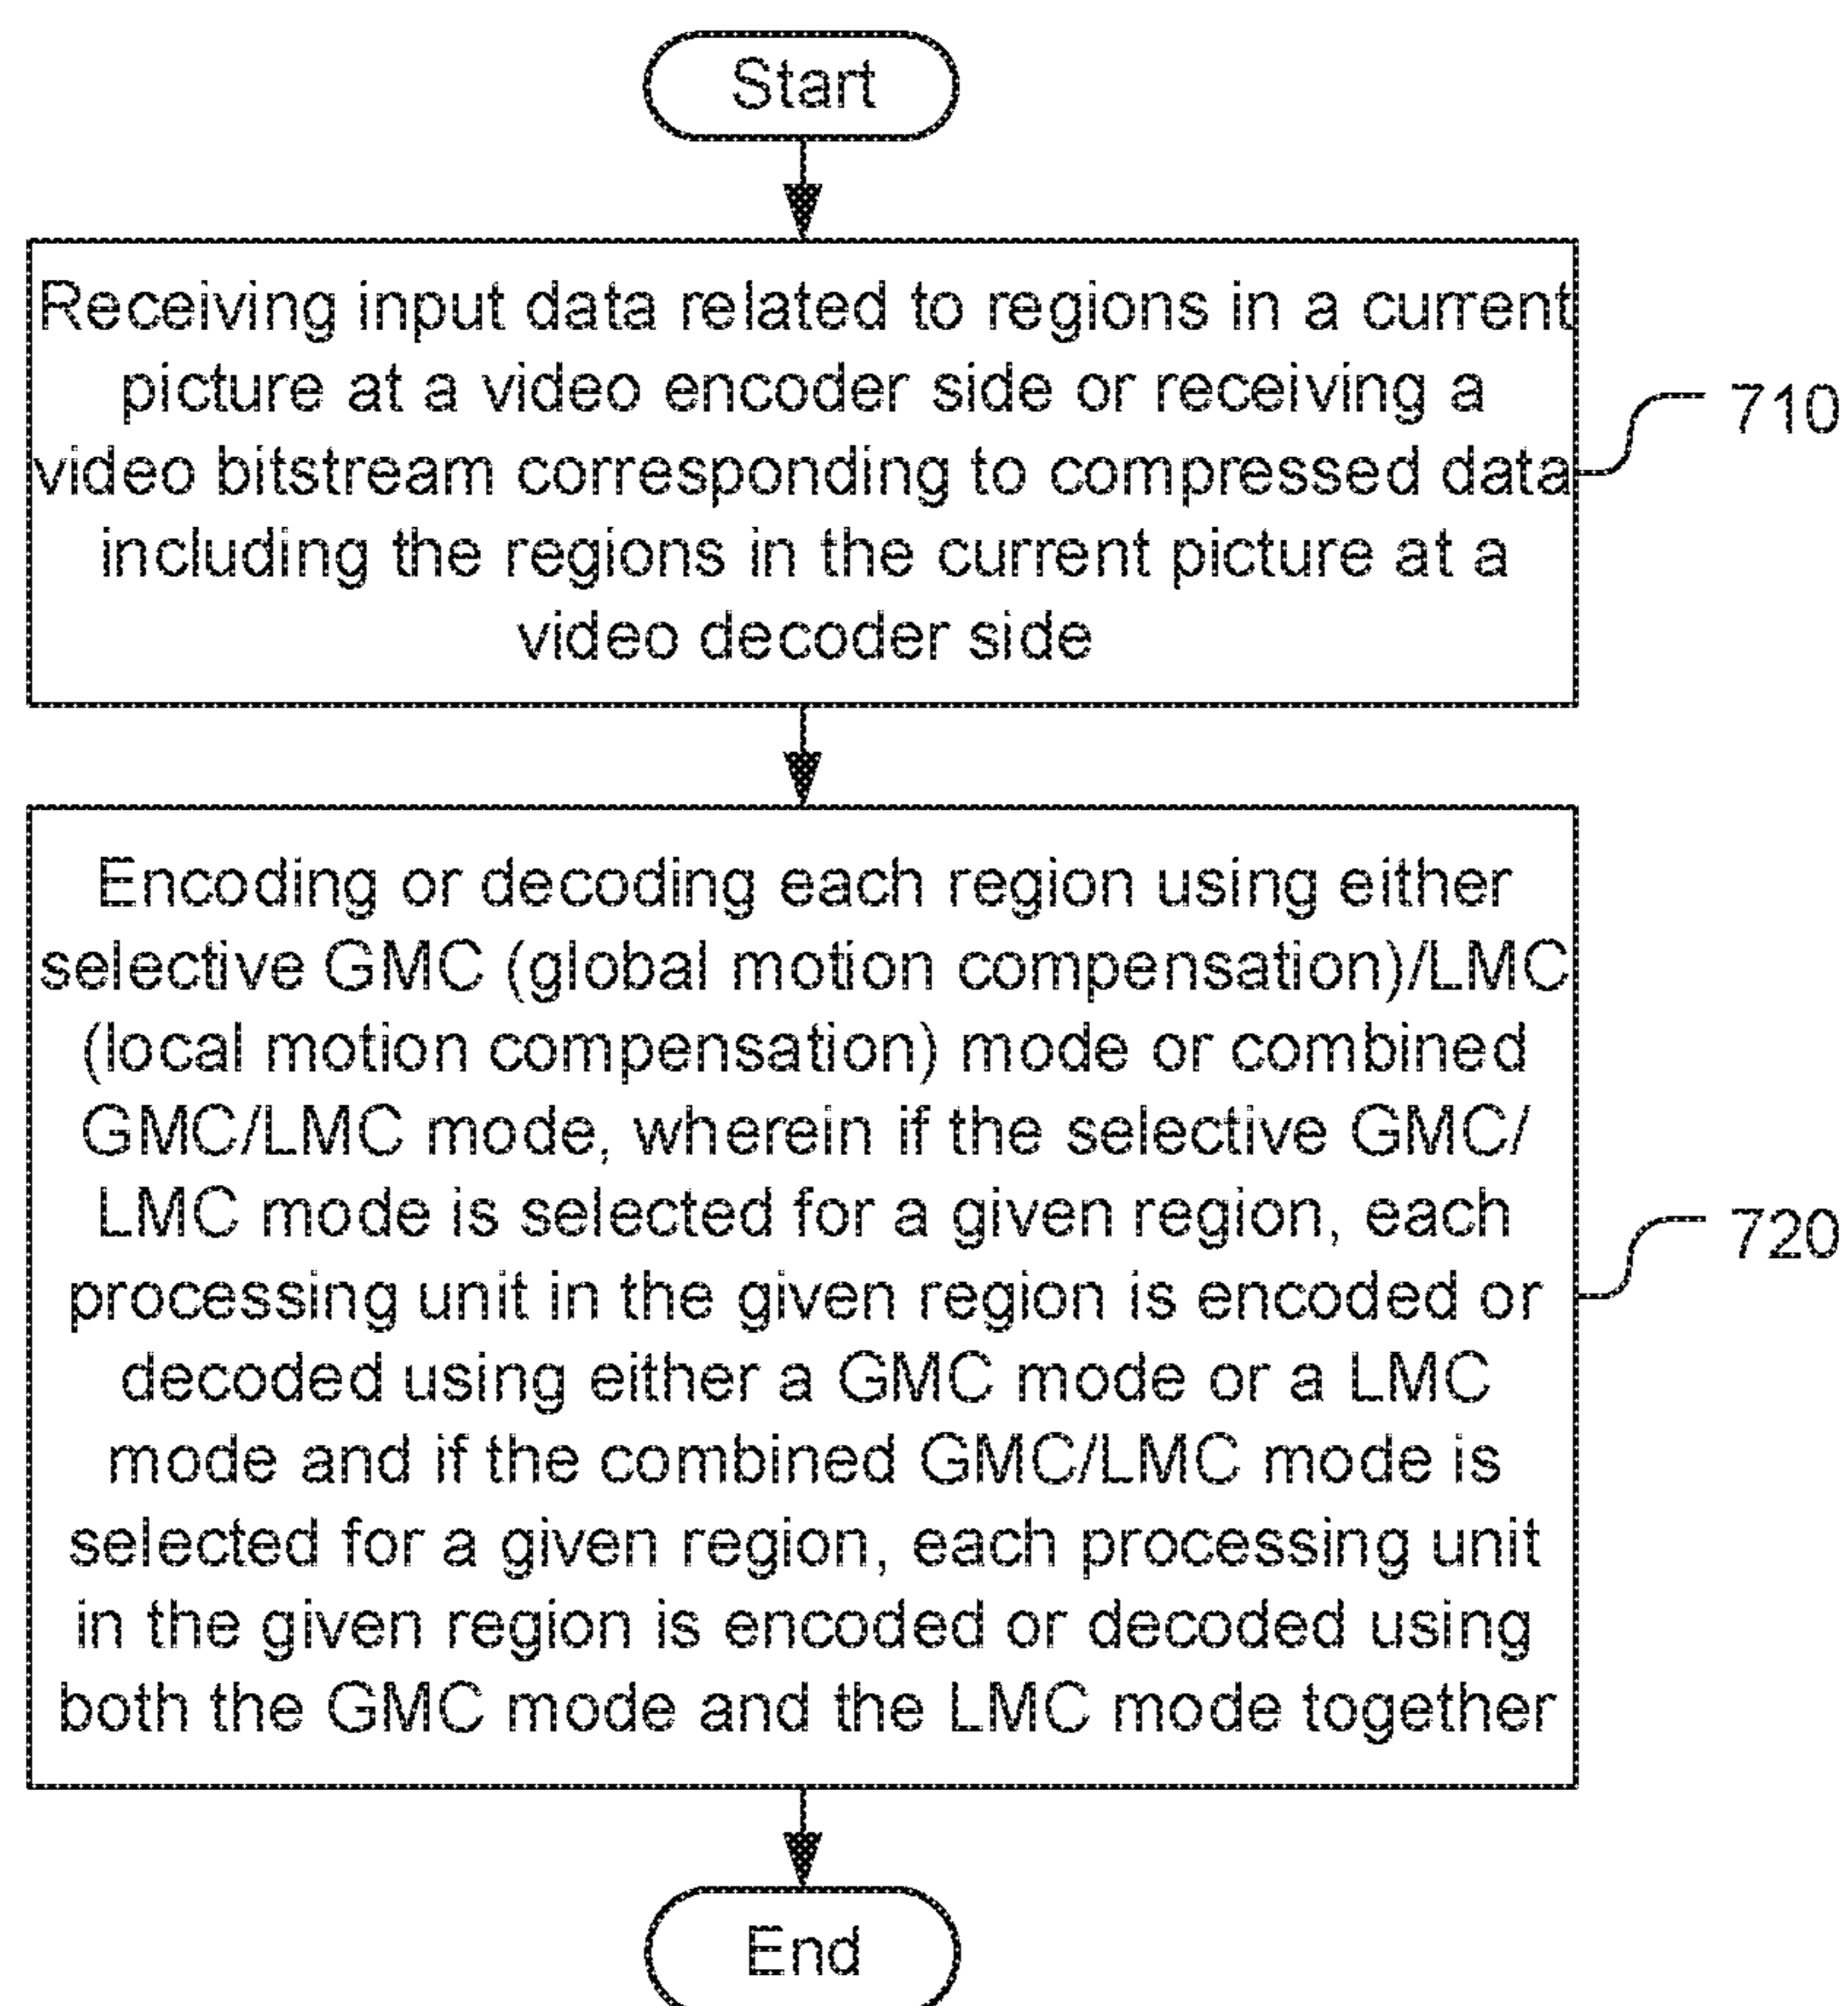 Start
Receiving input data related to regions in a current
picture at a video encoder side or receiving a
video bitstream corresponding to compressed data
including the regions in the current picture at a
video decoder side
710
Encoding or decoding each region using either
selective GMC (global motion compensation)/LMC
(local motion compensation) mode or combined
GMC/LMC mode, wherein if the selective GMC/
LMC mode is selected for a given region, each
processing unit in the given region is encoded or
decoded using either a GMC mode or a LMC
mode and if the combined GMC/LMC mode is
selected for a given region, each processing unit
in the given region is encoded or decoded using
both the GMC mode and the LMC mode together
720
End